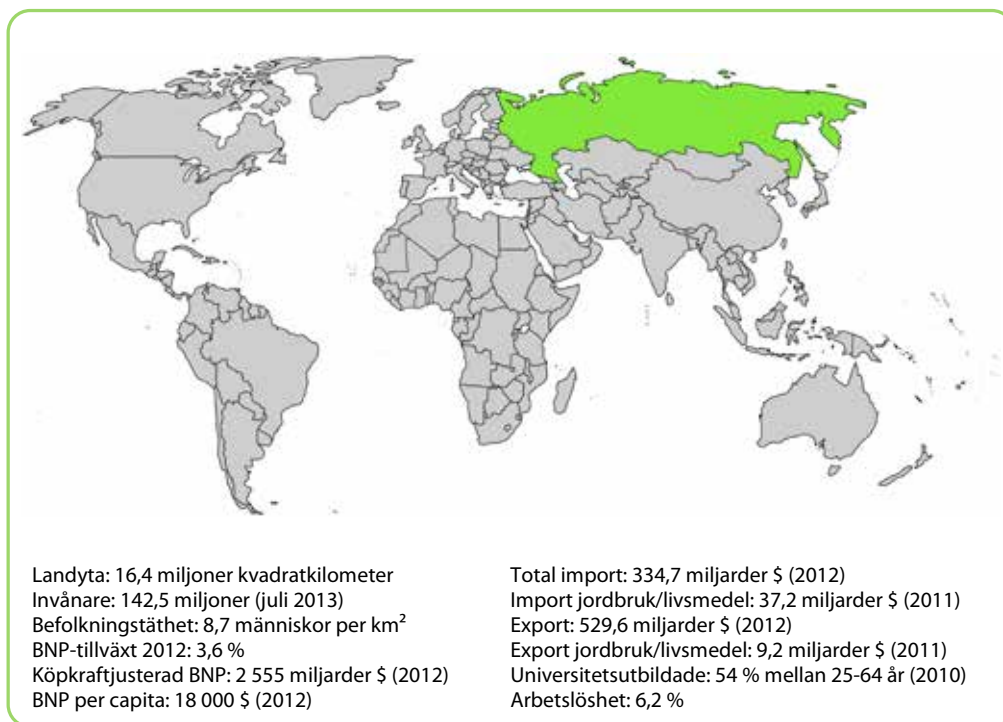 Landyta: 16,4 miljoner kvadratkilometer
Invånare: 142,5 miljoner (juli 2013)
Befolkningstäthet: 8,7 människor per km²
BNP-tillväxt 2012: 3,6 %
Köpkraftjusterad BNP: 2 555 miljarder $ (2012)
BNP per capita: 18 000 $ (2012)
Total import: 334,7 miljarder $ (2012)
Import jordbruk/livsmedel: 37,2 miljarder $ (2011)
Export: 529,6 miljarder $ (2012)
Export jordbruk/livsmedel: 9,2 miljarder $ (2011)
Universitetsutbildade: 54 % mellan 25-64 år (2010)
Arbetslöshet: 6,2 %